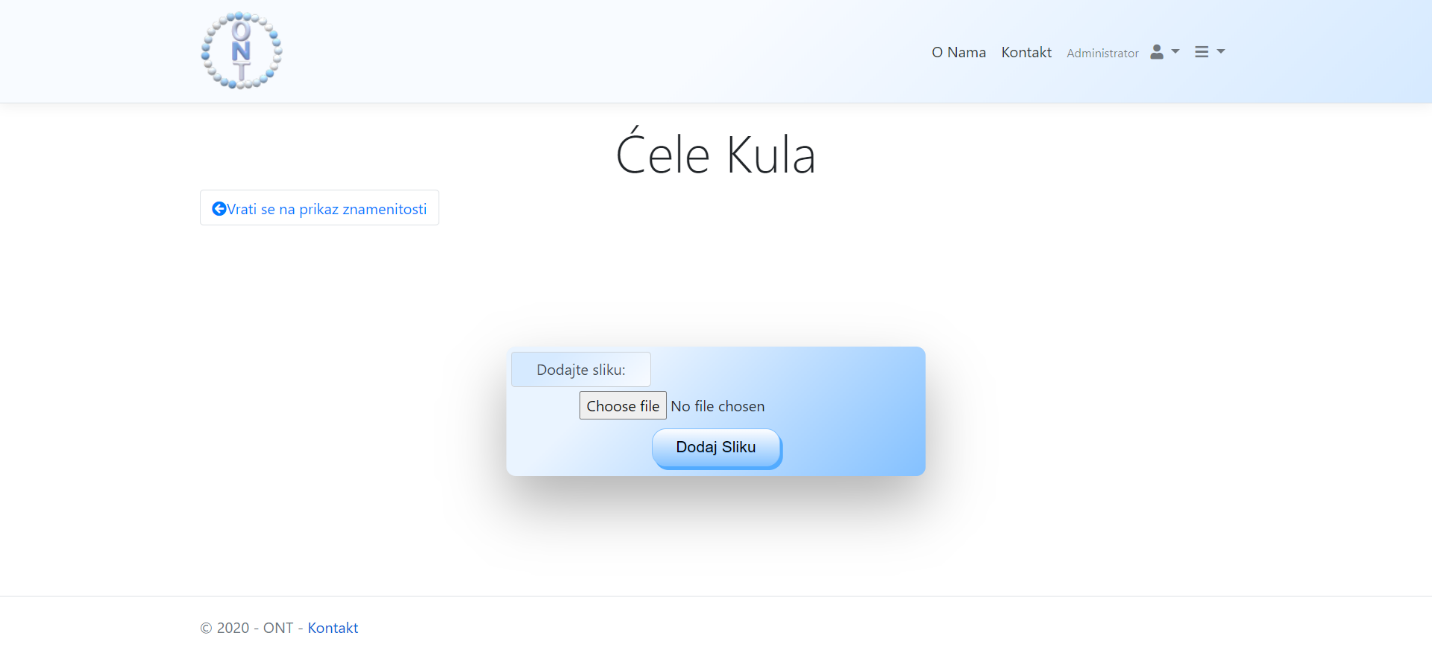 ONT
O Nama Kontakt Administrator
Ćele Kula
Vrati se na prikaz znamenitosti
Dodajte sliku:
Choose file No file chosen
Dodaj Sliku
© 2020 - ONT - Kontakt